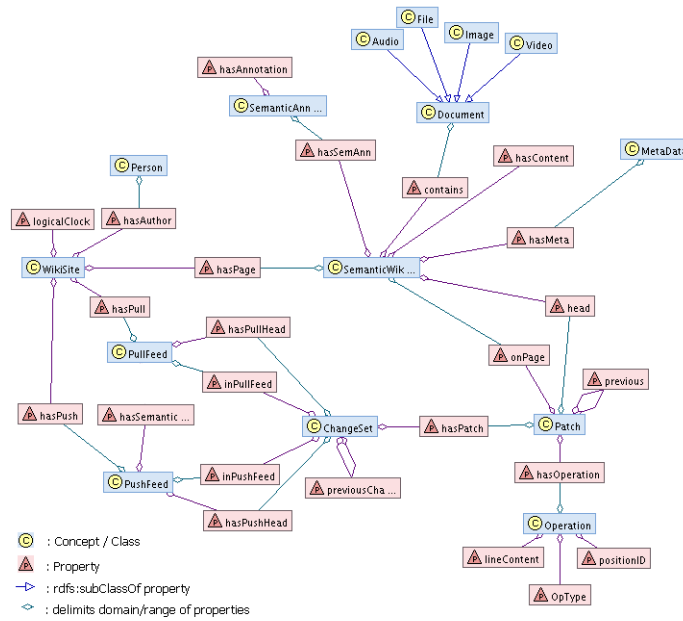 C File
C Audio
C Image
C Video
P hasAnnotation
C SemanticAnn ...
C Document
P hasSemAnn
P hasContent
C MetaData
C Person
P contains
P logicalClock
P hasAuthor
P hasMeta
C WikiSite
P hasPage
C SemanticWik ...
P hasPull
P head
P hasPullHead
C PullFeed
P onPage
P inPullFeed
P previous
P hasPush
P hasSemantic ...
C ChangeSet
P hasPatch
C Patch
P hasOperation
C PushFeed
P inPushFeed
P previousCha ...
P hasPushHead
C Operation
C : Concept / Class
P lineContent
P positionID
P : Property
: rdfs:subClassOf property
P OpType
: delimits domain/range of properties